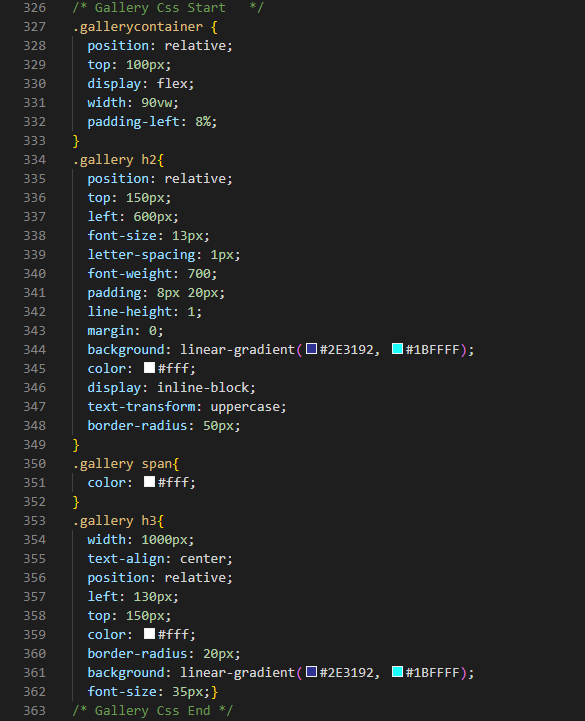 326 /* Gallery Css Start   */
327 .gallerycontainer {
328   position: relative;
329   top: 100px;
330   display: flex;
331   width: 90vw;
332   padding-left: 8%;
333 }
334 .gallery h2{
335   position: relative;
336   top: 150px;
337   left: 600px;
338   font-size: 13px;
339   letter-spacing: 1px;
340   font-weight: 700;
341   padding: 8px 20px;
342   line-height: 1;
343   margin: 0;
344   background: linear-gradient(#2E3192, #1BFFFF);
345   color: #fff;
346   display: inline-block;
347   text-transform: uppercase;
348   border-radius: 50px;
349 }
350 .gallery span{
351   color: #fff;
352 }
353 .gallery h3{
354   width: 1000px;
355   text-align: center;
356   position: relative;
357   left: 130px;
358   top: 150px;
359   color: #fff;
360   border-radius: 20px;
361   background: linear-gradient(#2E3192, #1BFFFF);
362   font-size: 35px;}
363 /* Gallery Css End */